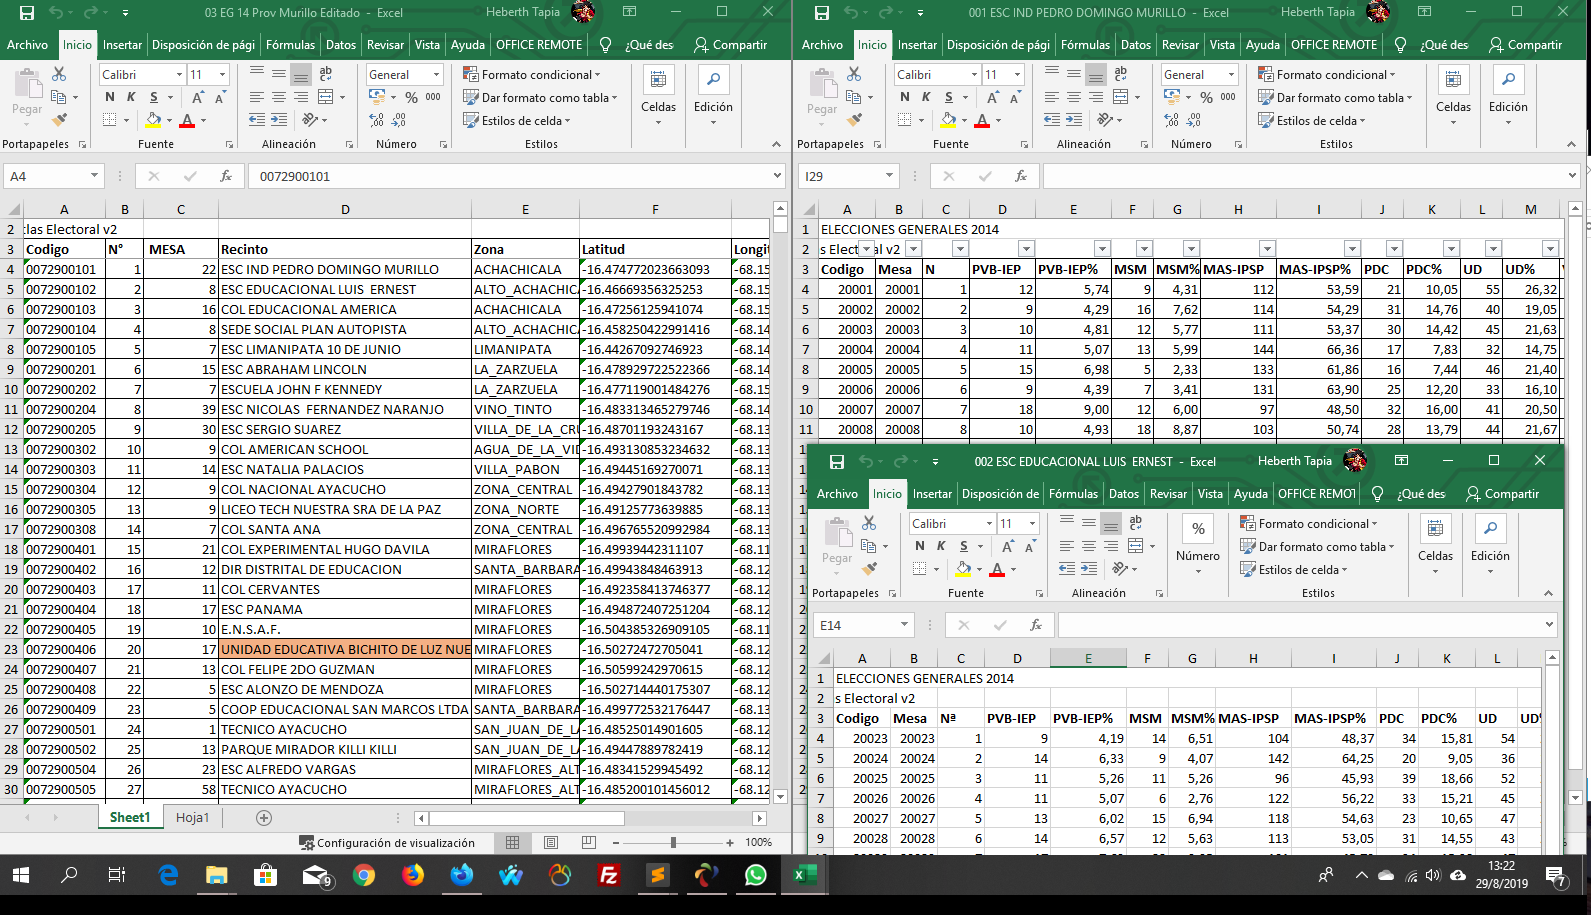 03 EG 14 Prov Murillo Editado - Excel
Heberth Tapia
Archivo Inicio Insertar Disposición de pági Fórmulas Datos Revisar Vista Ayuda OFFICE REMOTE ¿Qué des Compartir
Pegar Calibri 11 ab General Formato condicional
N K S A A % 000 Dar formato como tabla Celdas Edición
Estilos de celda
Portapapeles Fuente Alineación Número Estilos
A4 fx 0072900101
A B C D E F
2 :las Electoral v2
3 Codigo N° MESA Recinto Zona Latitud Longit
4 0072900101 1 22 ESC IND PEDRO DOMINGO MURILLO ACHACHICALA -16.474772023663093 -68.15
5 0072900102 2 8 ESC EDUCACIONAL LUIS ERNEST ALTO_ACHACHIC -16.46669356325253 -68.15
6 0072900103 3 16 COL EDUCACIONAL AMERICA ACHACHICALA -16.47256125941074 -68.14
7 0072900104 4 8 SEDE SOCIAL PLAN AUTOPISTA ALTO_ACHACHIC -16.458250422991416 -68.14
8 0072900105 5 7 ESC LIMANIPATA 10 DE JUNIO LIMANIPATA -16.44267092746923 -68.14
9 0072900201 6 15 ESC ABRAHAM LINCOLN LA_ZARZUELA -16.478929722522366 -68.14
10 0072900202 7 7 ESCUELA JOHN F KENNEDY LA_ZARZUELA -16.477119001484276 -68.15
11 0072900204 8 39 ESC NICOLAS FERNANDEZ NARANJO VINO_TINTO -16.483313465279746 -68.14
12 0072900205 9 30 ESC SERGIO SUAREZ VILLA_DE_LA_CRU -16.48701193243167 -68.13
13 0072900302 10 9 COL AMERICAN SCHOOL AGUA_DE_LA_VID -16.493130853234632 -68.13
14 0072900303 11 14 ESC NATALIA PALACIOS VILLA_PABON -16.49445169270071 -68.13
15 0072900304 12 9 COL NACIONAL AYACUCHO ZONA_CENTRAL -16.49427901843782 -68.13
16 0072900305 13 9 LICEO TECH NUESTRA SRA DE LA PAZ ZONA_NORTE -16.49125773639885 -68.13
17 0072900308 14 7 COL SANTA ANA ZONA_CENTRAL -16.496765520992984 -68.13
18 0072900401 15 21 COL EXPERIMENTAL HUGO DAVILA MIRAFLORES -16.49939442311107 -68.11
19 0072900402 16 12 DIR DISTRITAL DE EDUCACION SANTA_BARBARA -16.49943848463913 -68.12
20 0072900403 17 11 COL CERVANTES MIRAFLORES -16.492358413746377 -68.12
21 0072900404 18 17 ESC PANAMA MIRAFLORES -16.494872407251204 -68.12
22 0072900405 19 10 E.N.S.A.F. MIRAFLORES -16.504385326909105 -68.11
23 0072900406 20 17 UNIDAD EDUCATIVA BICHITO DE LUZ NUE MIRAFLORES -16.50272472705041 -68.12
24 0072900407 21 13 COL FELIPE 2DO GUZMAN MIRAFLORES -16.50599242970615 -68.12
25 0072900408 22 5 ESC ALONZO DE MENDOZA MIRAFLORES -16.502714440175307 -68.12
26 0072900409 23 5 COOP EDUCACIONAL SAN MARCOS LTDA SANTA_BARBARA -16.499772532176447 -68.12
27 0072900501 24 1 TECNICO AYACUCHO SAN_JUAN_DE_LA -16.48525014901605 -68.12
28 0072900502 25 13 PARQUE MIRADOR KILLI KILLI SAN_JUAN_DE_LA -16.49447889782419 -68.12
29 0072900504 26 23 ESC ALFREDO VARGAS MIRAFLORES_ALT -16.48341529945492 -68.12
30 0072900505 27 58 TECNICO AYACUCHO MIRAFLORES_ALT -16.485200101456012 -68.12
Sheet1 Hoja1
Configuración de visualización 100%
001 ESC IND PEDRO DOMINGO MURILLO - Excel
Heberth Tapia
Archivo Inicio Insertar Disposición de pági Fórmulas Datos Revisar Vista Ayuda OFFICE REMOTE ¿Qué des Compartir
Pegar Calibri 11 ab General Formato condicional
N K S A A % 000 Dar formato como tabla Celdas Edición
Estilos de celda
Portapapeles Fuente Alineación Número Estilos
I29 fx
A B C D E F G H I J K L M
1 ELECCIONES GENERALES 2014
2 s Elect v2
3 Codigo Mesa N PVB-IEP PVB-IEP% MSM MSM% MAS-IPSP MAS-IPSP% PDC PDC% UD UD%
4 20001 20001 1 12 5,74 9 4,31 112 53,59 21 10,05 55 26,32
5 20002 20002 2 9 4,29 16 7,62 114 54,29 31 14,76 40 19,05
6 20003 20003 3 10 4,81 12 5,77 111 53,37 30 14,42 45 21,63
7 20004 20004 4 11 5,07 13 5,99 144 66,36 17 7,83 32 14,75
8 20005 20005 5 15 6,98 5 2,33 133 61,86 16 7,44 46 21,40
9 20006 20006 6 9 4,39 7 3,41 131 63,90 25 12,20 33 16,10
10 20007 20007 7 18 9,00 12 6,00 97 48,50 32 16,00 41 20,50
11 20008 20008 8 10 4,93 18 8,87 103 50,74 28 13,79 44 21,67
002 ESC EDUCACIONAL LUIS ERNEST - Excel
Heberth Tapia
Archivo Inicio Insertar Disposición de Fórmulas Datos Revisar Vista Ayuda OFFICE REMOT ¿Qué des Compartir
Pegar Calibri 11 ab % Formato condicional
N K S A A Número Dar formato como tabla Celdas Edición
Estilos de celda
Portapapeles Fuente Alineación Estilos
E14 fx
A B C D E F G H I J K L
1 ELECCIONES GENERALES 2014
2 s Electoral v2
3 Codigo Mesa Nª PVB-IEP PVB-IEP% MSM MSM% MAS-IPSP MAS-IPSP% PDC PDC% UD UD%
4 20023 20023 1 9 4,19 14 6,51 104 48,37 34 15,81 54
5 20024 20024 2 14 6,33 9 4,07 142 64,25 20 9,05 36
6 20025 20025 3 11 5,26 11 5,26 96 45,93 39 18,66 52
7 20026 20026 4 11 5,07 6 2,76 122 56,22 33 15,21 45
8 20027 20027 5 13 6,02 15 6,94 118 54,63 23 10,65 47
9 20028 20028 6 14 6,57 12 5,63 113 53,05 31 14,55 43
9
13:22
29/8/2019
7